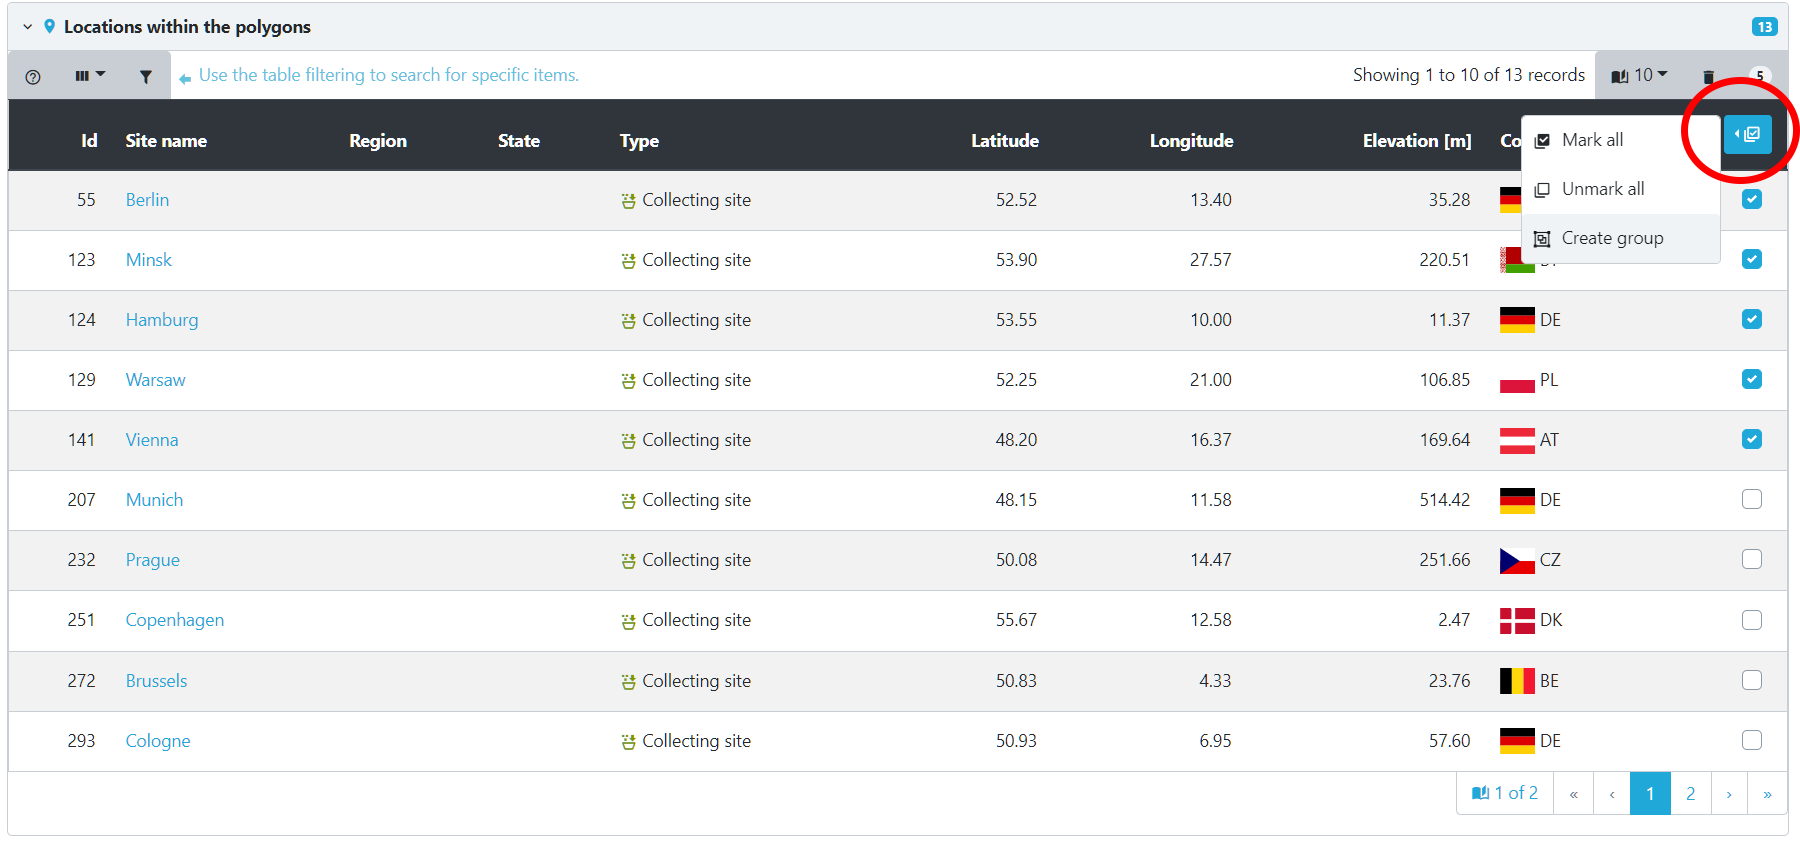 Locations within the polygons 13
Use the table filtering to search for specific items. Showing 1 to 10 of 13 records 10 5
Id Site name Region State Type Latitude Longitude Elevation [m] Co
Mark all
Unmark all
Create group
55 Berlin Collecting site 52.52 13.40 35.28
123 Minsk Collecting site 53.90 27.57 220.51
124 Hamburg Collecting site 53.55 10.00 11.37 DE
129 Warsaw Collecting site 52.25 21.00 106.85 PL
141 Vienna Collecting site 48.20 16.37 169.64 AT
207 Munich Collecting site 48.15 11.58 514.42 DE
232 Prague Collecting site 50.08 14.47 251.66 CZ
251 Copenhagen Collecting site 55.67 12.58 2.47 DK
272 Brussels Collecting site 50.83 4.33 23.76 BE
293 Cologne Collecting site 50.93 6.95 57.60 DE
1 of 2 « ‹ 1 2 › »